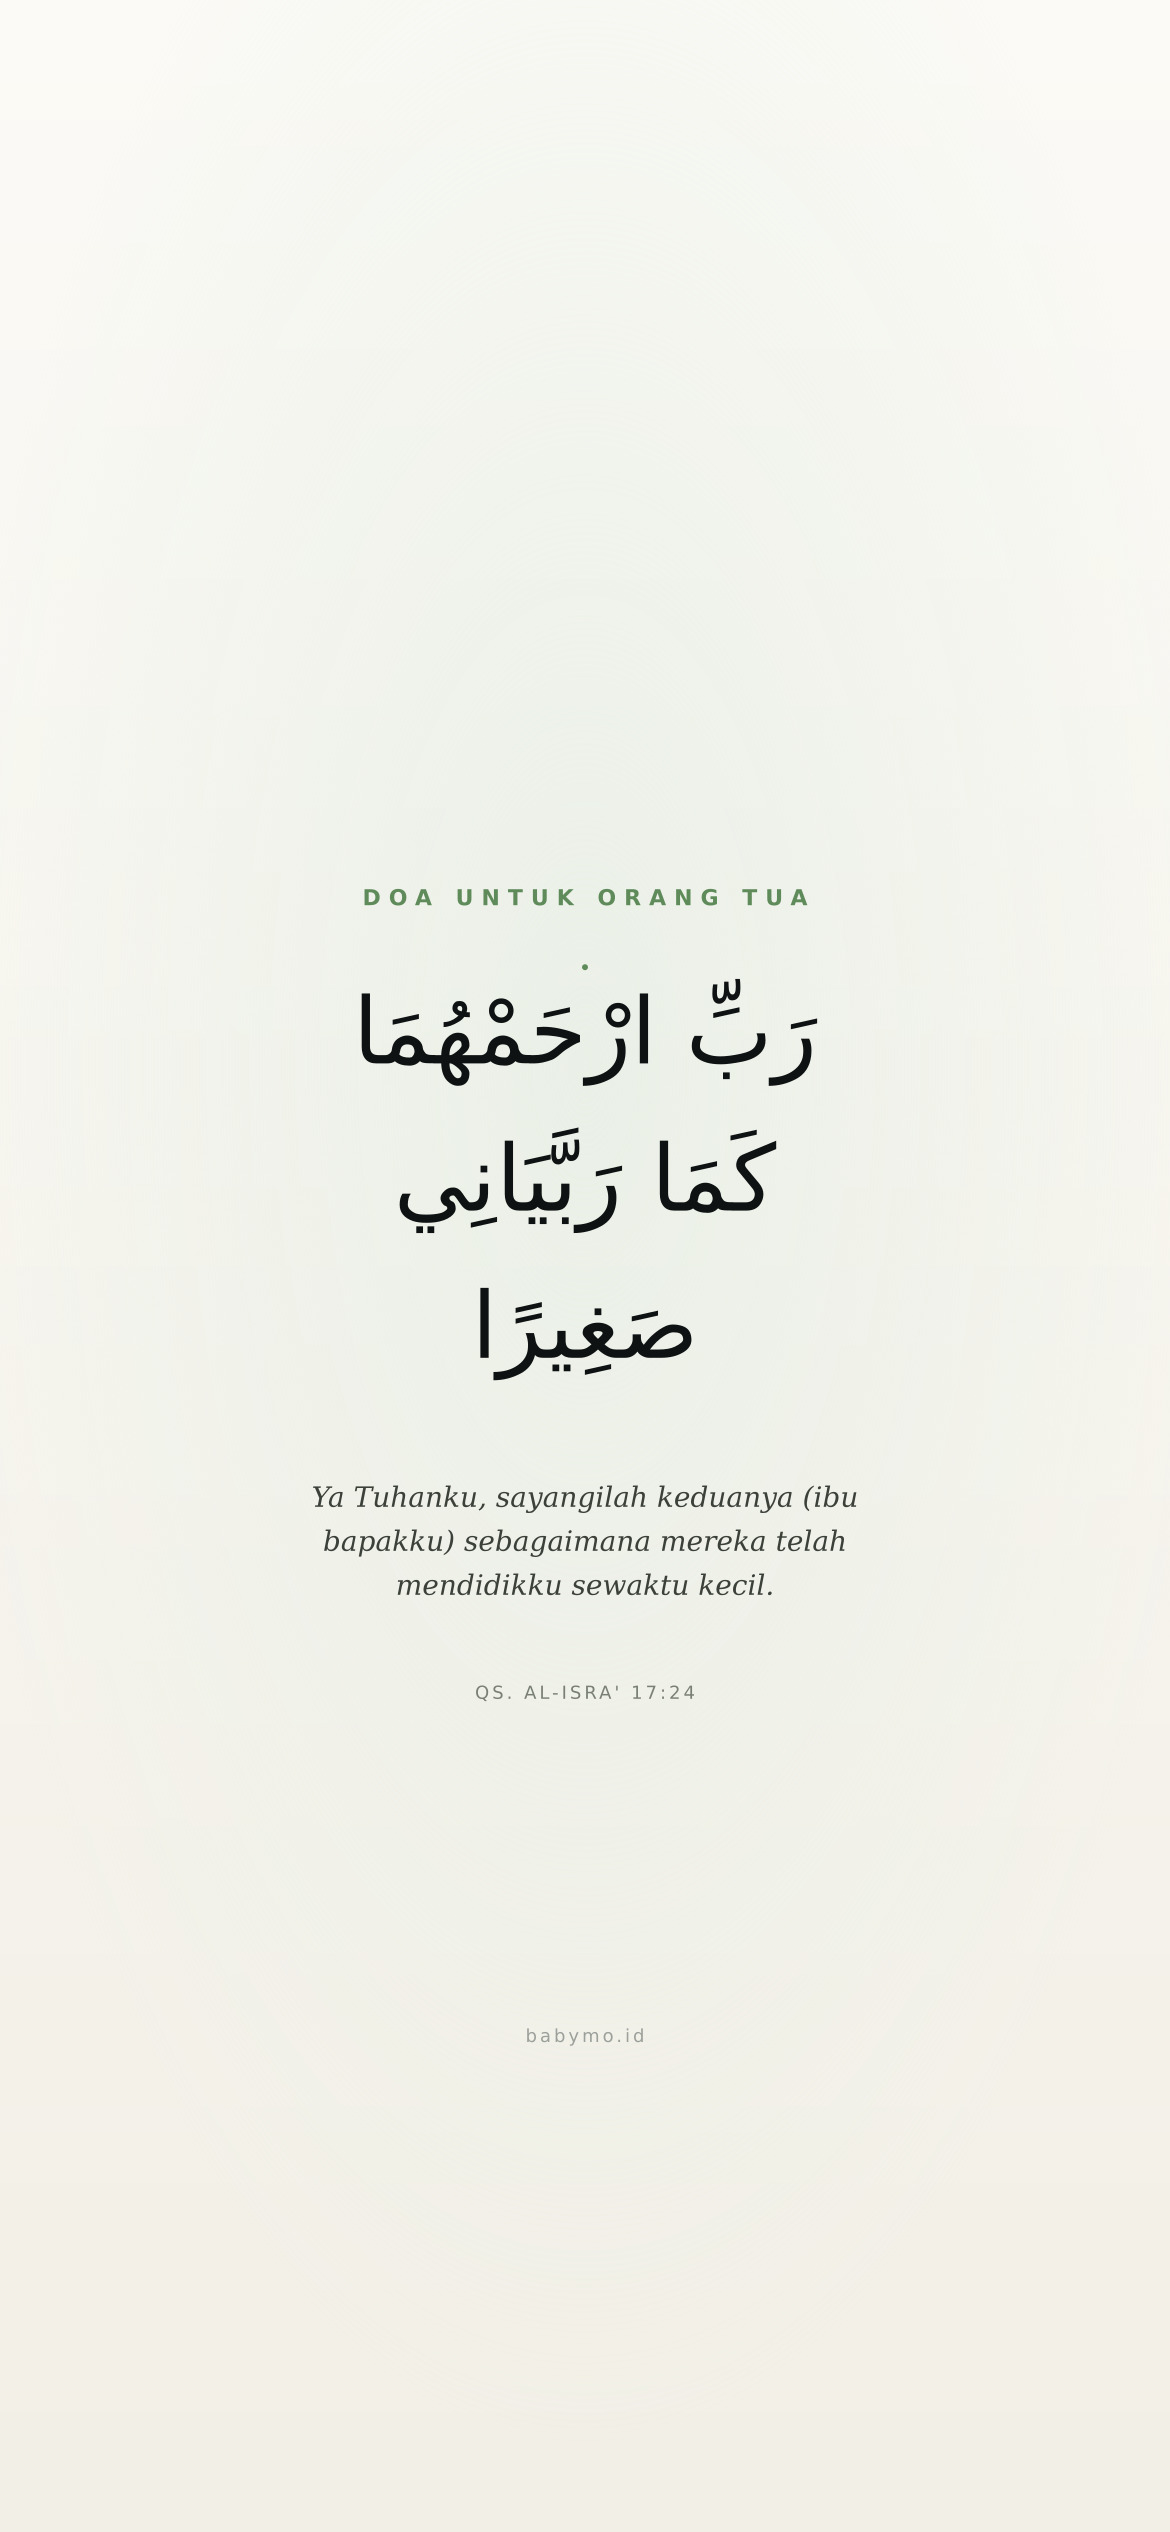 DOA UNTUK ORANG TUA
رَبِّ ارْحَمْهُمَا
كَمَا رَبَّيَانِي
صَغِيرًا
Ya Tuhanku, sayangilah keduanya (ibu
bapakku) sebagaimana mereka telah
mendidikku sewaktu kecil.
QS. AL-ISRA' 17:24
babymo.id